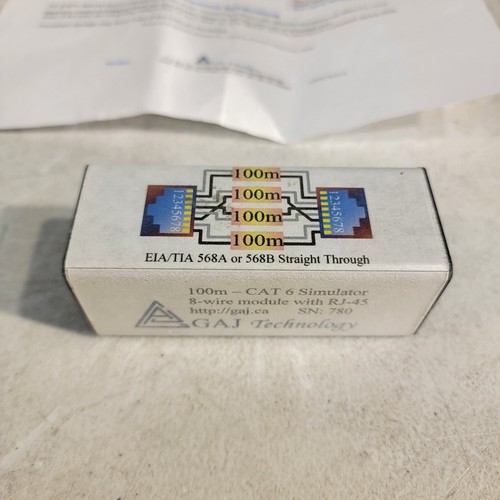 100m
100m
100m
100m
12345678
12345678
EIA/TIA 568A or 568B Straight Through
100m – CAT 6 Simulator
8-wire module with RJ-45
http://gaj.ca SN: 780
GAJ Technology